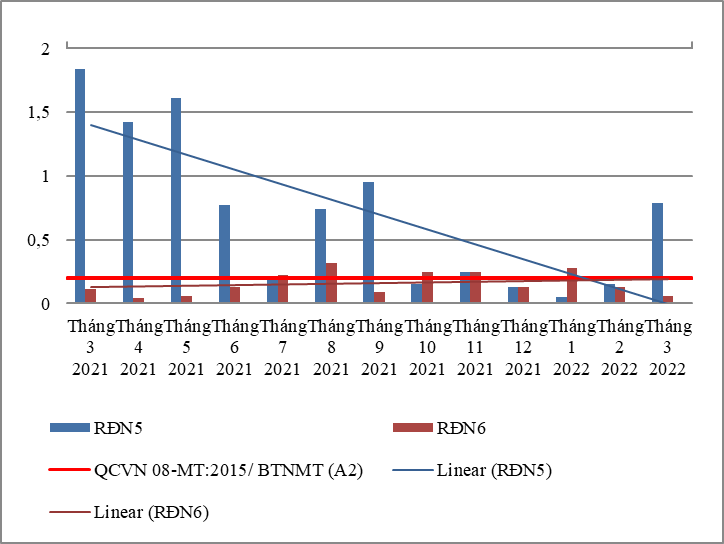 2
1,5
1
0,5
0
Tháng Tháng Tháng Tháng Tháng Tháng Tháng Tháng Tháng Tháng Tháng Tháng Tháng
3 4 5 6 7 8 9 10 11 12 1 2 3
2021 2021 2021 2021 2021 2021 2021 2021 2021 2021 2022 2022 2022
RĐN5 RĐN6
QCVN 08-MT:2015/ BTNMT (A2) Linear (RĐN5)
Linear (RĐN6)